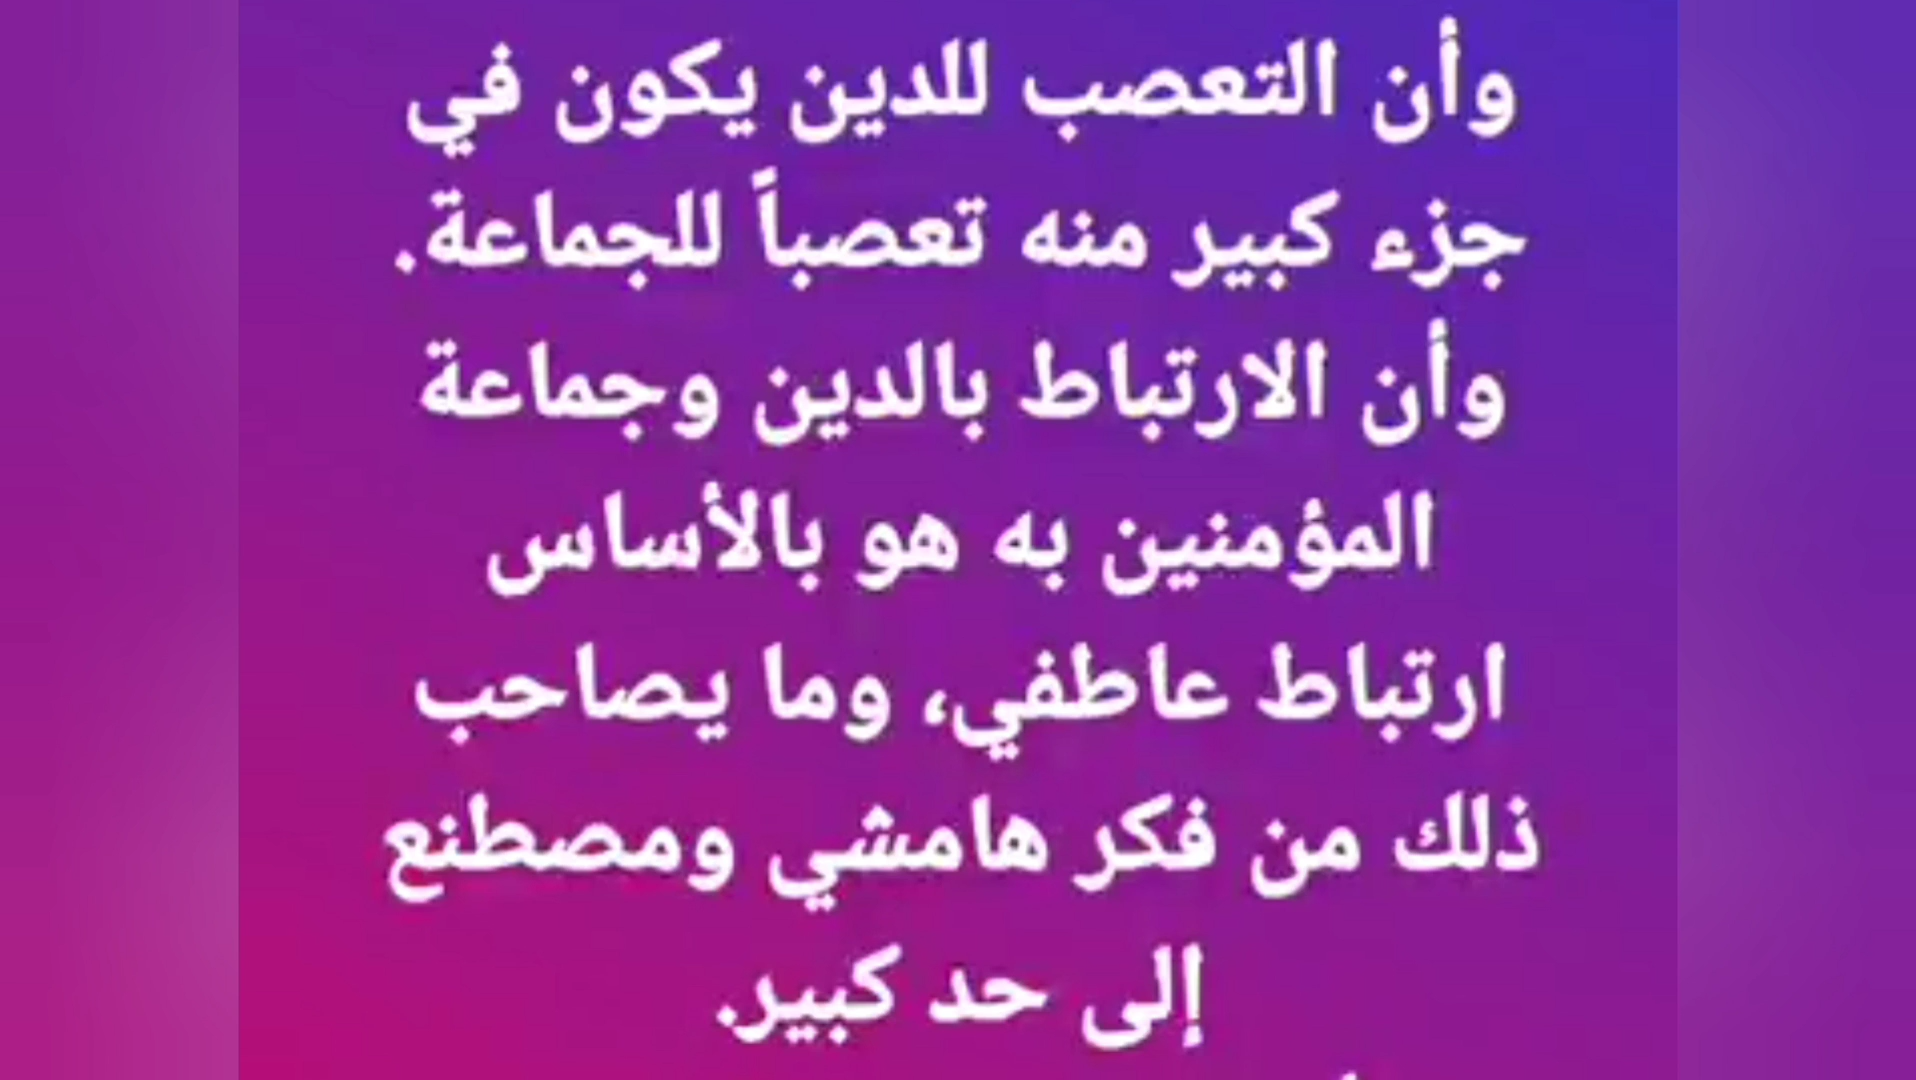 وأن التعصب للدين يكون في
جزء كبير منه تعصباً للجماعة.
وأن الارتباط بالدين وجماعة
المؤمنين به هو بالأساس
ارتباط عاطفي، وما يصاحب
ذلك من فكر هامشي ومصطنع
إلى حد كبير.